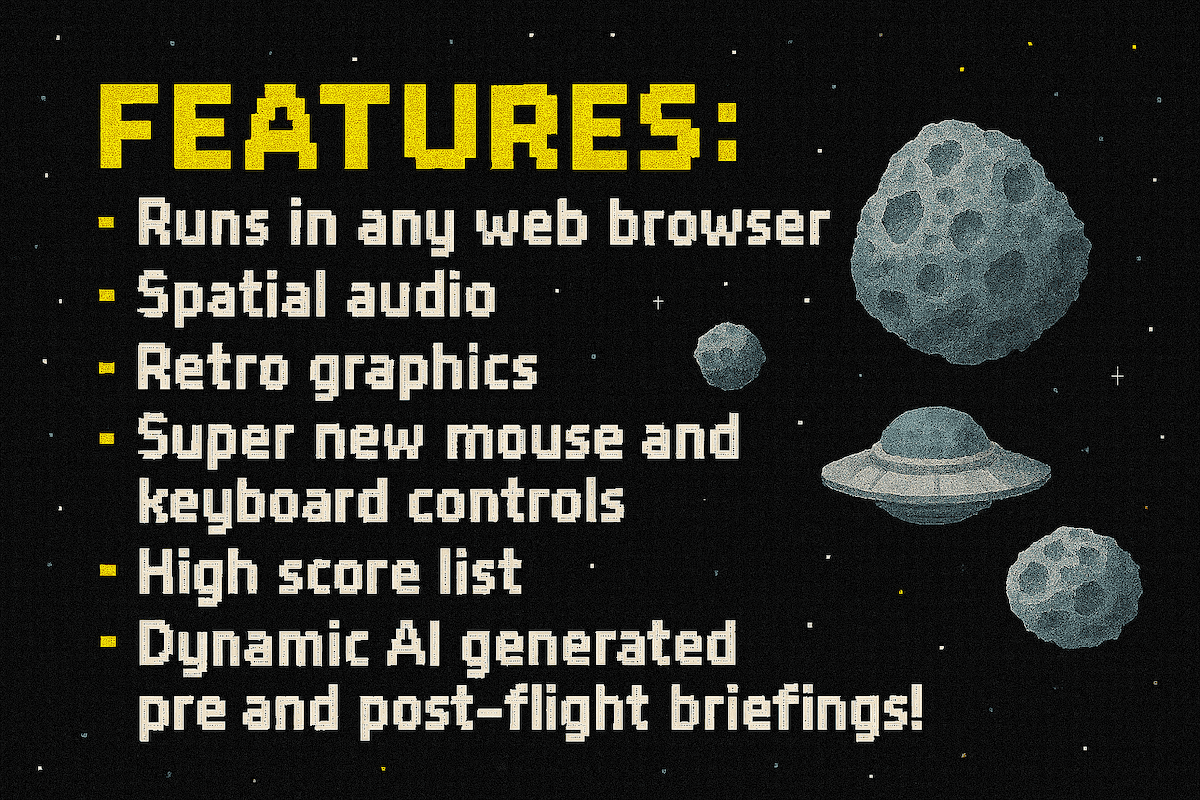 FEATURES:
- Runs in any web browser
- Spatial audio
- Retro graphics
- Super new mouse and
keyboard controls
- High score list
- Dynamic AI generated
pre and post-flight briefings!